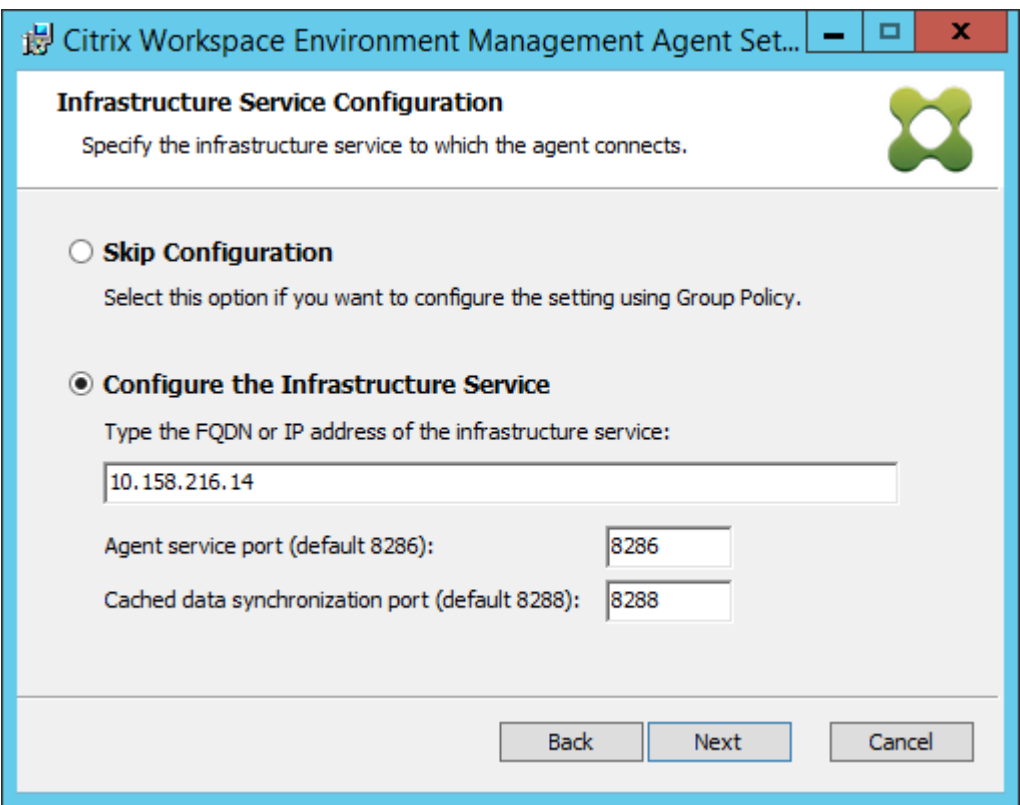 Citrix Workspace Environment Management Agent Set...
Infrastructure Service Configuration
Specify the infrastructure service to which the agent connects.
Skip Configuration
Select this option if you want to configure the setting using Group Policy.
Configure the Infrastructure Service
Type the FQDN or IP address of the infrastructure service:
10.158.216.14
Agent service port (default 8286): 8286
Cached data synchronization port (default 8288): 8288
Back Next Cancel